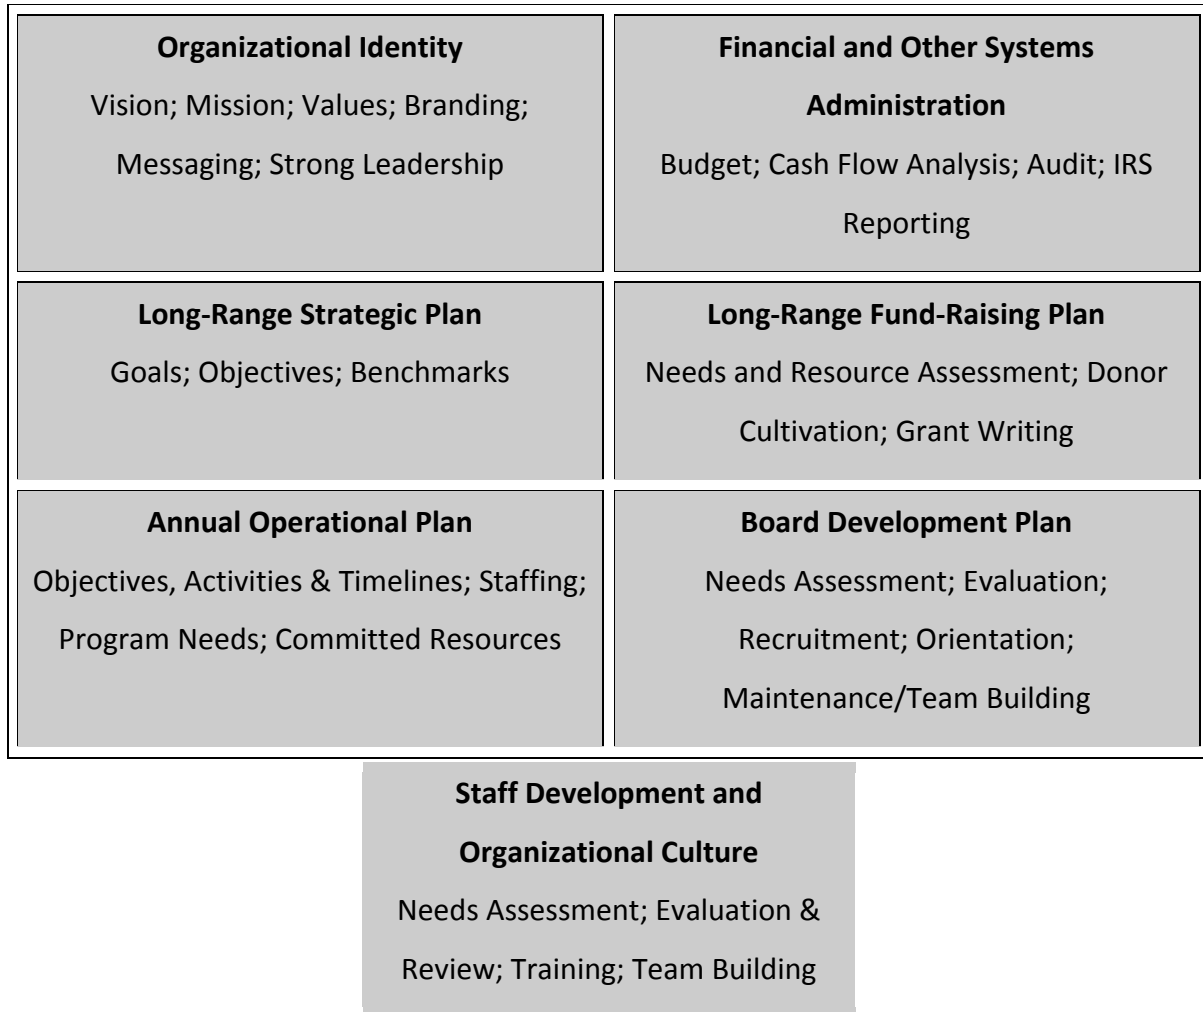 Organizational Identity
Vision; Mission; Values; Branding;
Messaging; Strong Leadership
Financial and Other Systems
Administration
Budget; Cash Flow Analysis; Audit; IRS
Reporting
Long-Range Strategic Plan
Goals; Objectives; Benchmarks
Long-Range Fund-Raising Plan
Needs and Resource Assessment; Donor
Cultivation; Grant Writing
Annual Operational Plan
Objectives, Activities & Timelines; Staffing;
Program Needs; Committed Resources
Board Development Plan
Needs Assessment; Evaluation;
Recruitment; Orientation;
Maintenance/Team Building
Staff Development and
Organizational Culture
Needs Assessment; Evaluation &
Review; Training; Team Building